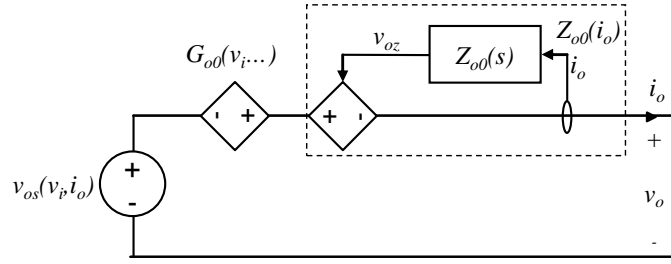 Z_{o0}(i_o)
v_{oz}
Z_{o0}(s)
G_{o0}(v_i...)
i_o
i_o
- +
+ -
+
+
v_{os}(v_i,i_o)
-
v_o
-